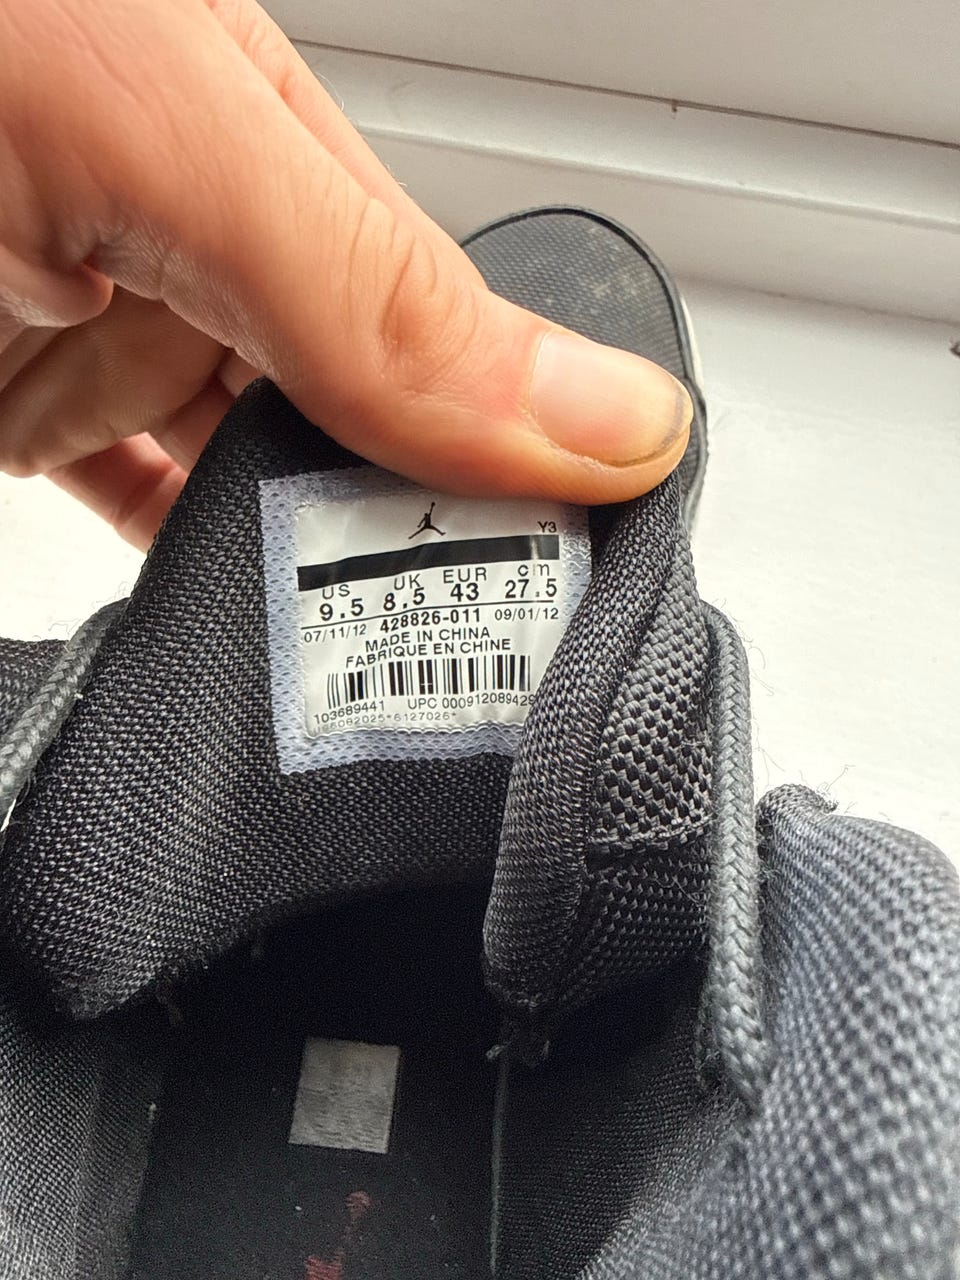 Y3
US UK EUR cm
9.5 8.5 43 27.5
07/11/12 428826-011 09/01/12
MADE IN CHINA
FABRIQUE EN CHINE
103689441 UPC 00091208942